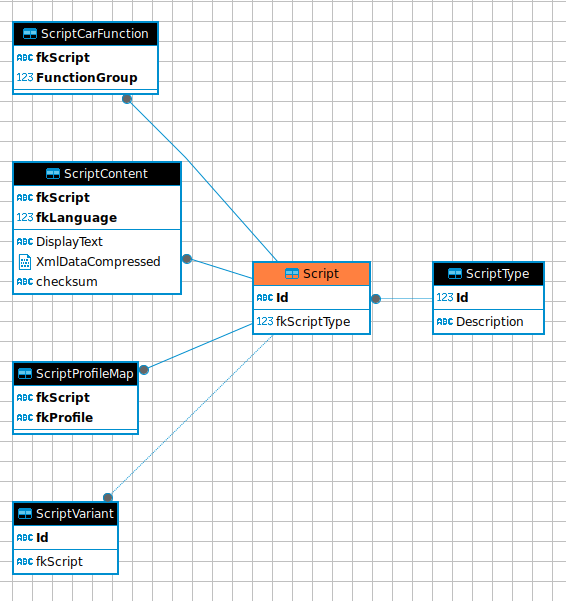 ScriptCarFunction
ABC fkScript
123 FunctionGroup
ScriptContent
ABC fkScript
123 fkLanguage
ABC DisplayText
XmlDataCompressed
ABC checksum
Script
ABC Id
123 fkScriptType
ScriptType
123 Id
ABC Description
ScriptProfileMap
ABC fkScript
ABC fkProfile
ScriptVariant
ABC Id
ABC fkScript